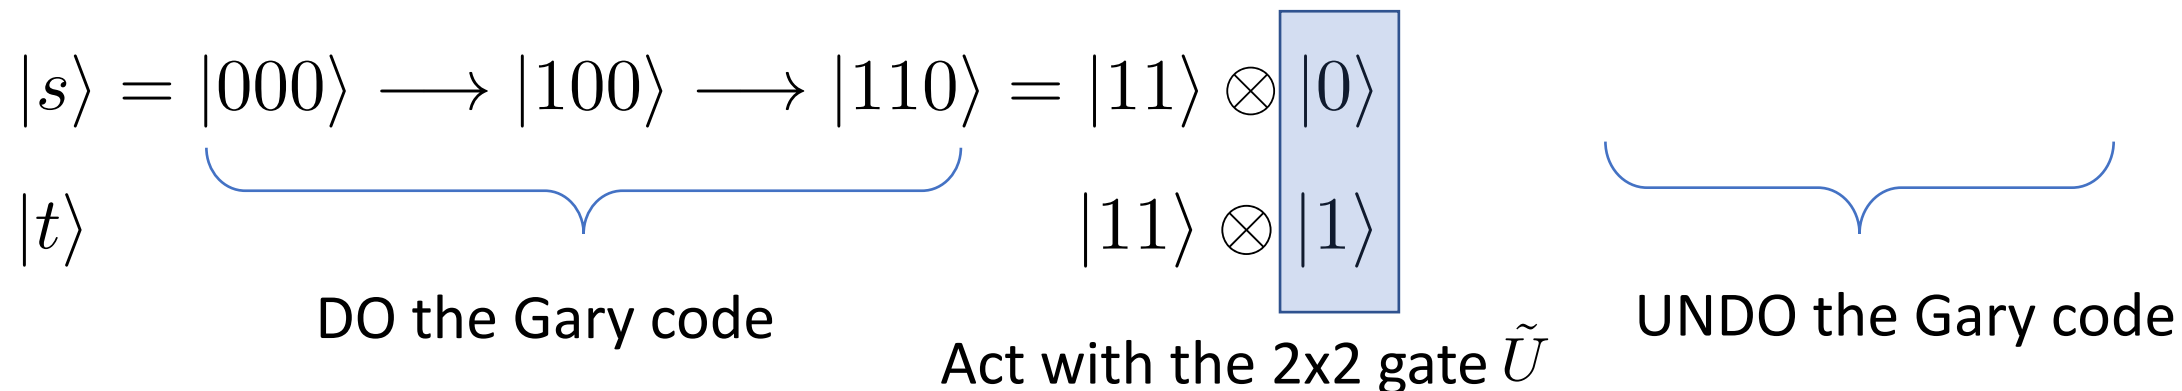 |s⟩ = |000⟩ ⟶ |100⟩ ⟶ |110⟩ = |11⟩ ⊗ |0⟩
|t⟩ |11⟩ ⊗ |1⟩
DO the Gary code UNDO the Gary code
Act with the 2x2 gate Ũ